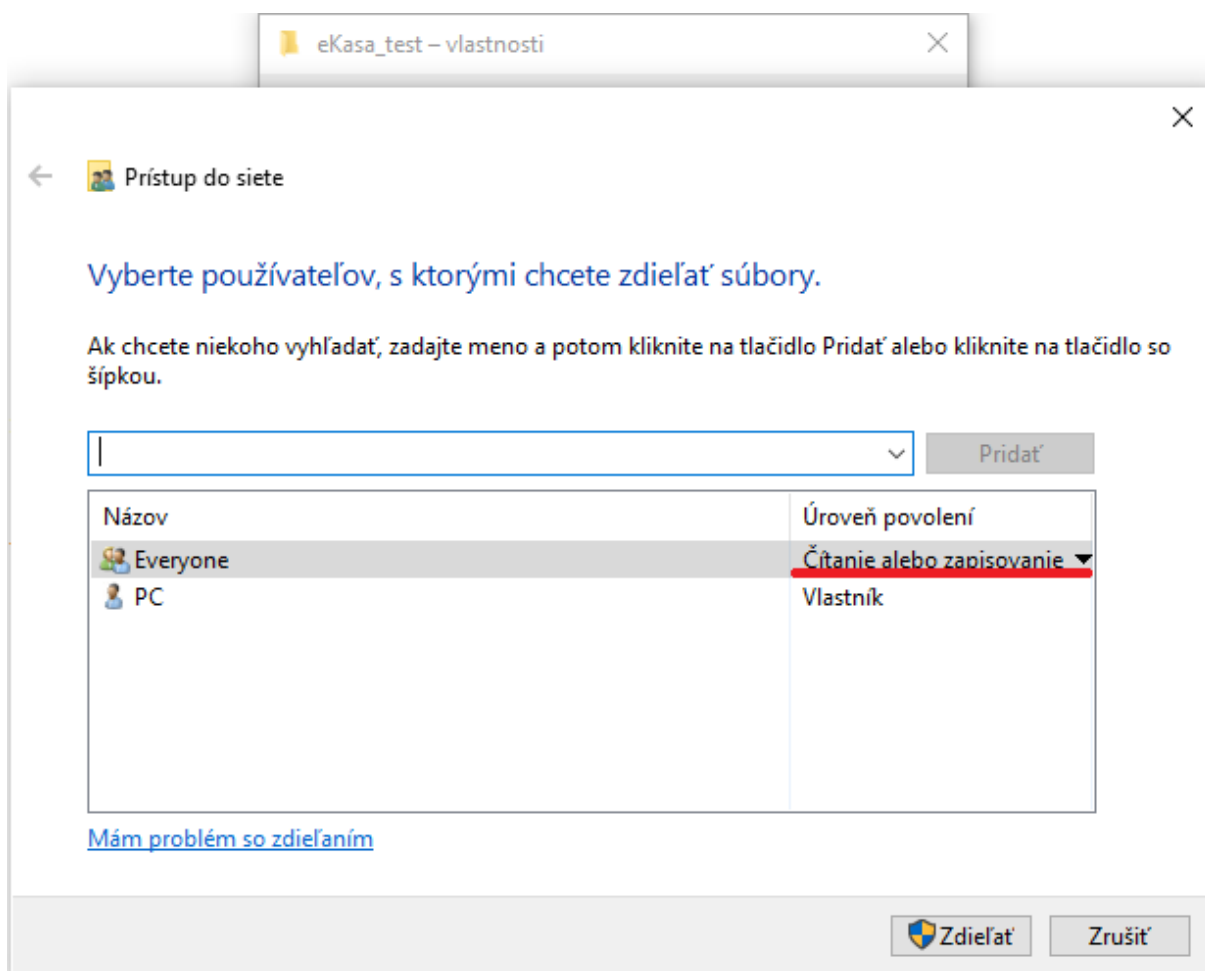 eKasa_test – vlastnosti
Prístup do siete
Vyberte používateľov, s ktorými chcete zdieľať súbory.
Ak chcete niekoho vyhľadať, zadajte meno a potom kliknite na tlačidlo Pridať alebo kliknite na tlačidlo so
šípkou.
Pridať
Názov Úroveň povolení
Everyone Čítanie alebo zapisovanie
PC Vlastník
Mám problém so zdieľaním
Zdieľať Zrušiť